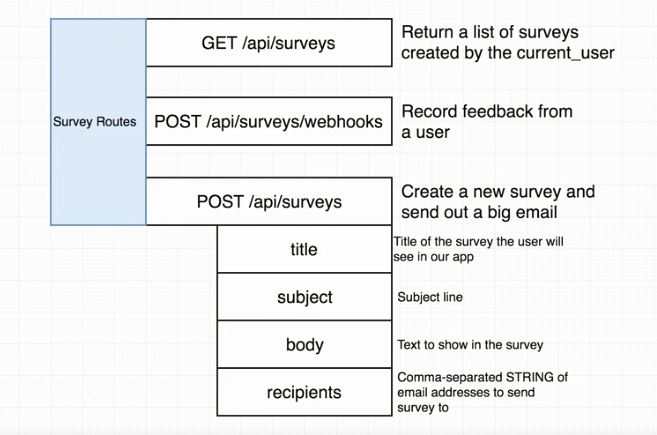 GET /api/surveys
Return a list of surveys
created by the current_user
Survey Routes
POST /api/surveys/webhooks
Record feedback from
a user
POST /api/surveys
Create a new survey and
send out a big email
title
Title of the survey the user will
see in our app
subject
Subject line
body
Text to show in the survey
recipients
Comma-separated STRING of
email addresses to send
survey to